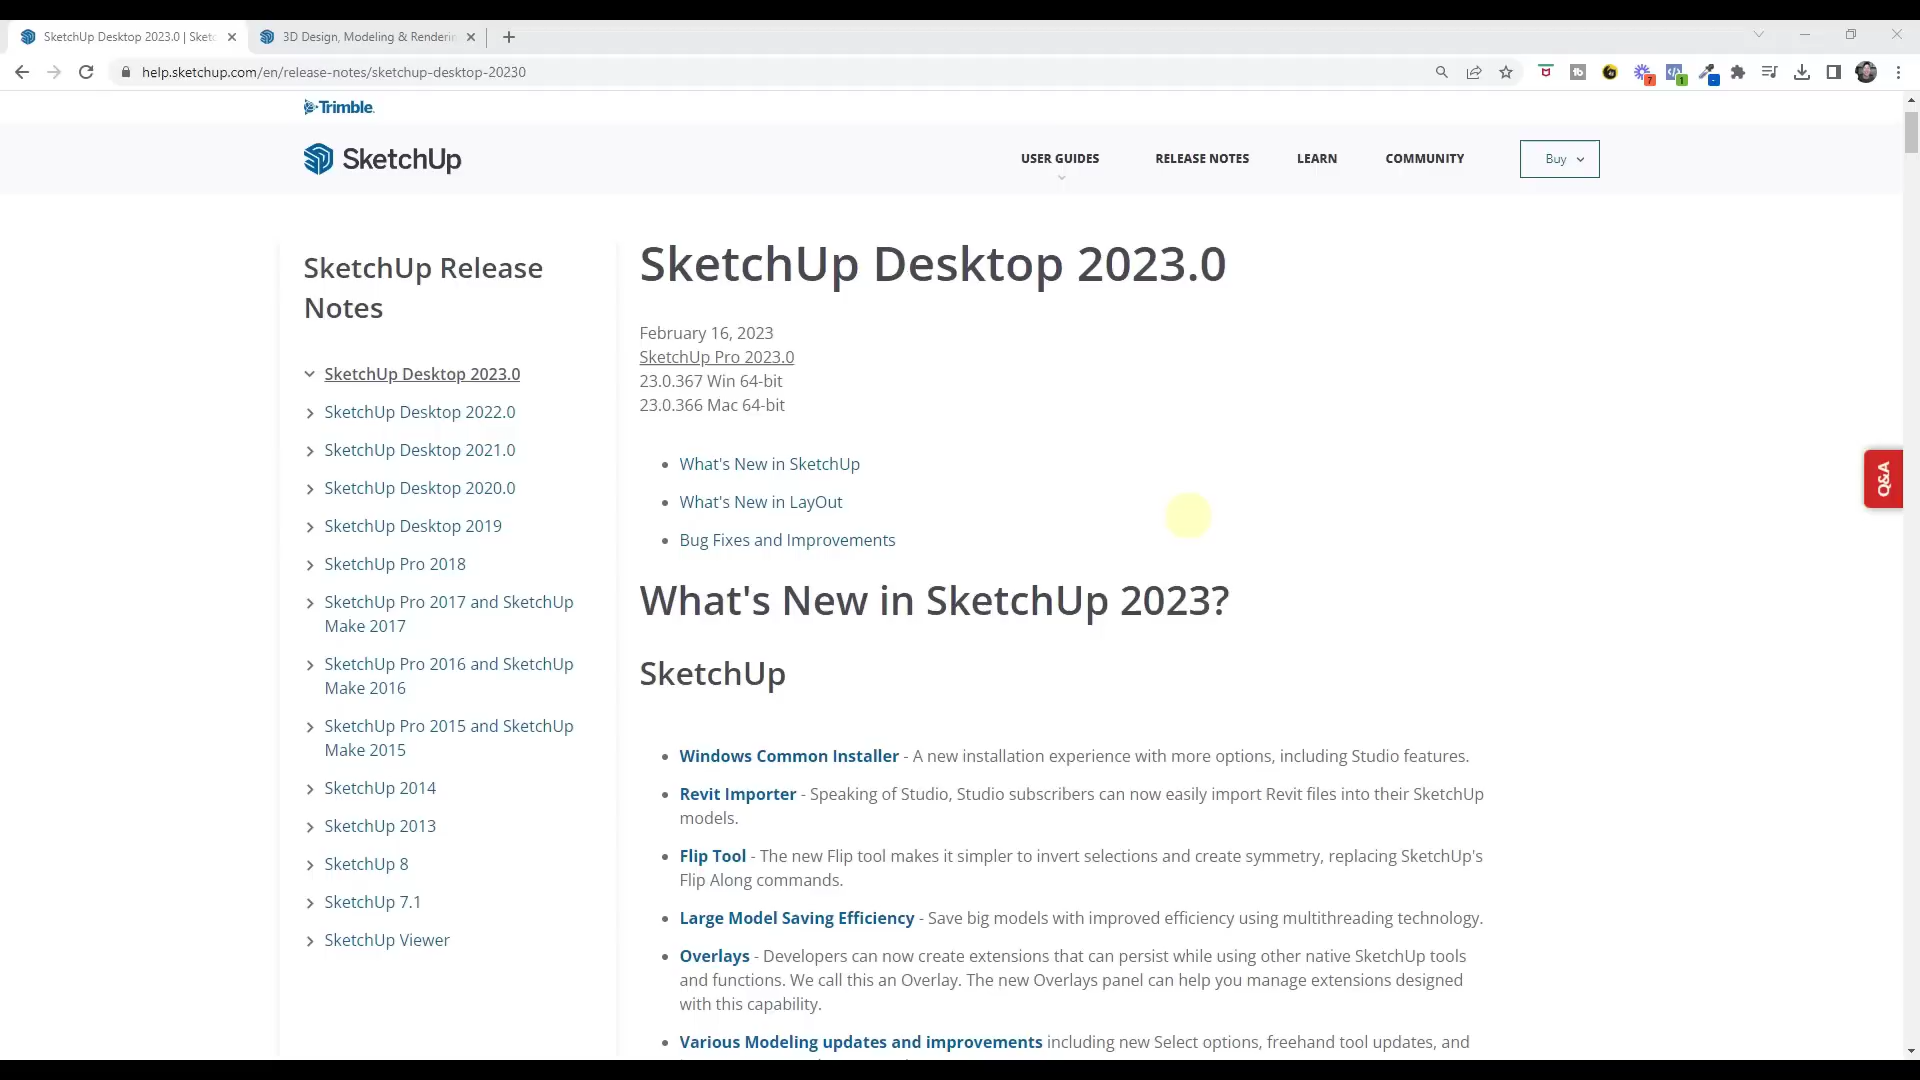 SketchUp Desktop 2023.0 | Sket
3D Design, Modeling & Renderin
help.sketchup.com/en/release-notes/sketchup-desktop-20230
7
1
Trimble.
SketchUp
USER GUIDES
RELEASE NOTES
LEARN
COMMUNITY
Buy
SketchUp Release
Notes
SketchUp Desktop 2023.0
SketchUp Desktop 2022.0
SketchUp Desktop 2021.0
SketchUp Desktop 2020.0
SketchUp Desktop 2019
SketchUp Pro 2018
SketchUp Pro 2017 and SketchUp
Make 2017
SketchUp Pro 2016 and SketchUp
Make 2016
SketchUp Pro 2015 and SketchUp
Make 2015
SketchUp 2014
SketchUp 2013
SketchUp 8
SketchUp 7.1
SketchUp Viewer
SketchUp Desktop 2023.0
February 16, 2023
SketchUp Pro 2023.0
23.0.367 Win 64-bit
23.0.366 Mac 64-bit
What's New in SketchUp
What's New in LayOut
Bug Fixes and Improvements
What's New in SketchUp 2023?
SketchUp
Windows Common Installer - A new installation experience with more options, including Studio features.
Revit Importer - Speaking of Studio, Studio subscribers can now easily import Revit files into their SketchUp
models.
Flip Tool - The new Flip tool makes it simpler to invert selections and create symmetry, replacing SketchUp's
Flip Along commands.
Large Model Saving Efficiency - Save big models with improved efficiency using multithreading technology.
Overlays - Developers can now create extensions that can persist while using other native SketchUp tools
and functions. We call this an Overlay. The new Overlays panel can help you manage extensions designed
with this capability.
Various Modeling updates and improvements including new Select options, freehand tool updates, and
Q&A